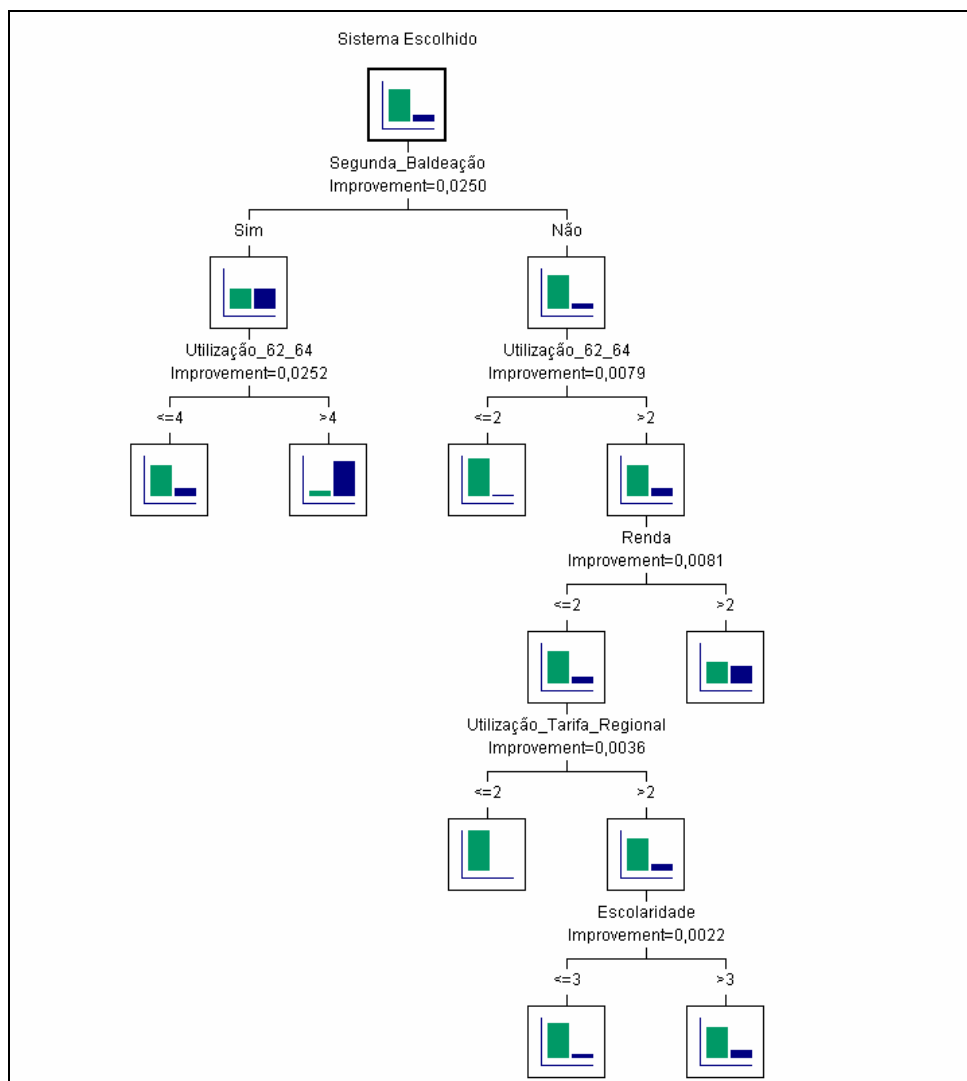 Sistema Escolhido
Segunda_Baldeação
Improvement=0,0250
Sim
Não
Utilização_62_64
Improvement=0,0252
Utilização_62_64
Improvement=0,0079
<=4
>4
<=2
>2
Renda
Improvement=0,0081
<=2
>2
Utilização_Tarifa_Regional
Improvement=0,0036
<=2
>2
Escolaridade
Improvement=0,0022
<=3
>3